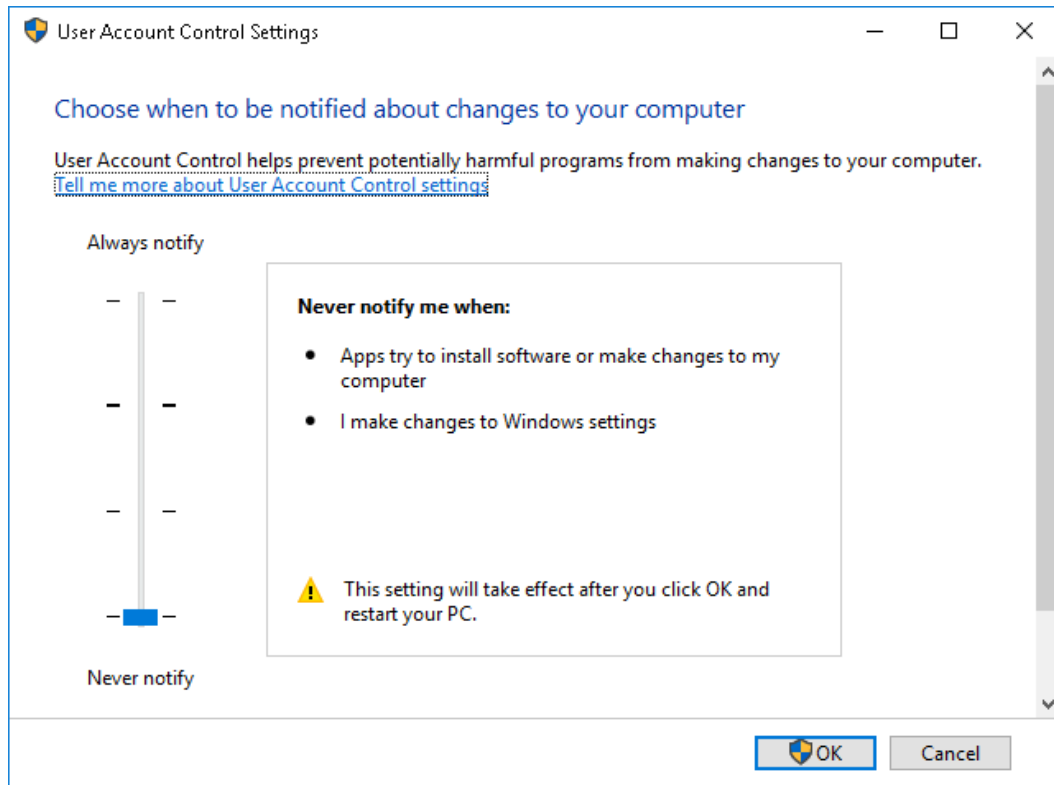 User Account Control Settings
Choose when to be notified about changes to your computer
User Account Control helps prevent potentially harmful programs from making changes to your computer.
Tell me more about User Account Control settings
Always notify
Never notify me when:
• Apps try to install software or make changes to my
computer
• I make changes to Windows settings
This setting will take effect after you click OK and
restart your PC.
Never notify
OK
Cancel